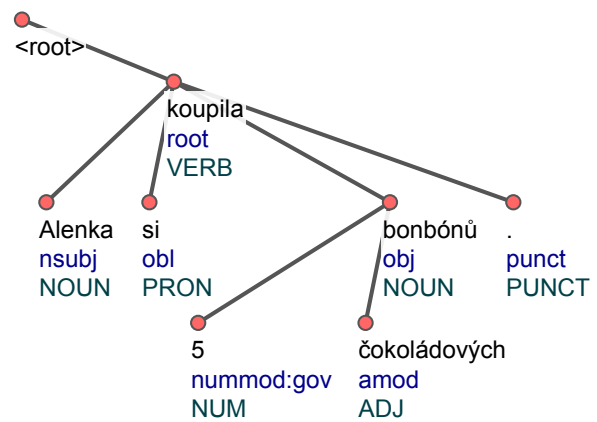 <root>
koupila
root
VERB
Alenka si bonbónů .
nsubj obl obj punct
NOUN PRON NOUN PUNCT
5 čokoládových
nummod:gov amod
NUM ADJ